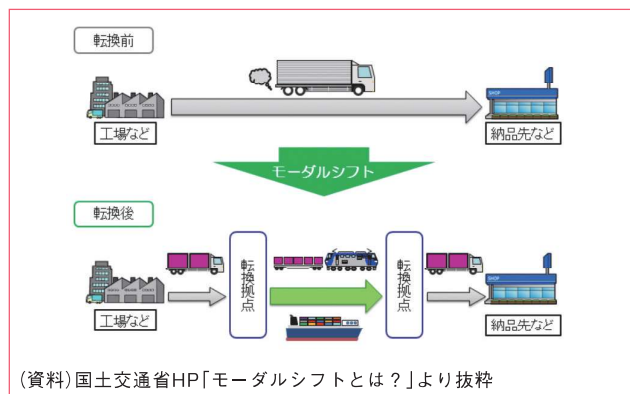 転換前
SHOP
工場など
納品先など
モーダルシフト
転換後
転換拠点
転換拠点
SHOP
工場など
納品先など
(資料)国土交通省HP「モーダルシフトとは？」より抜粋